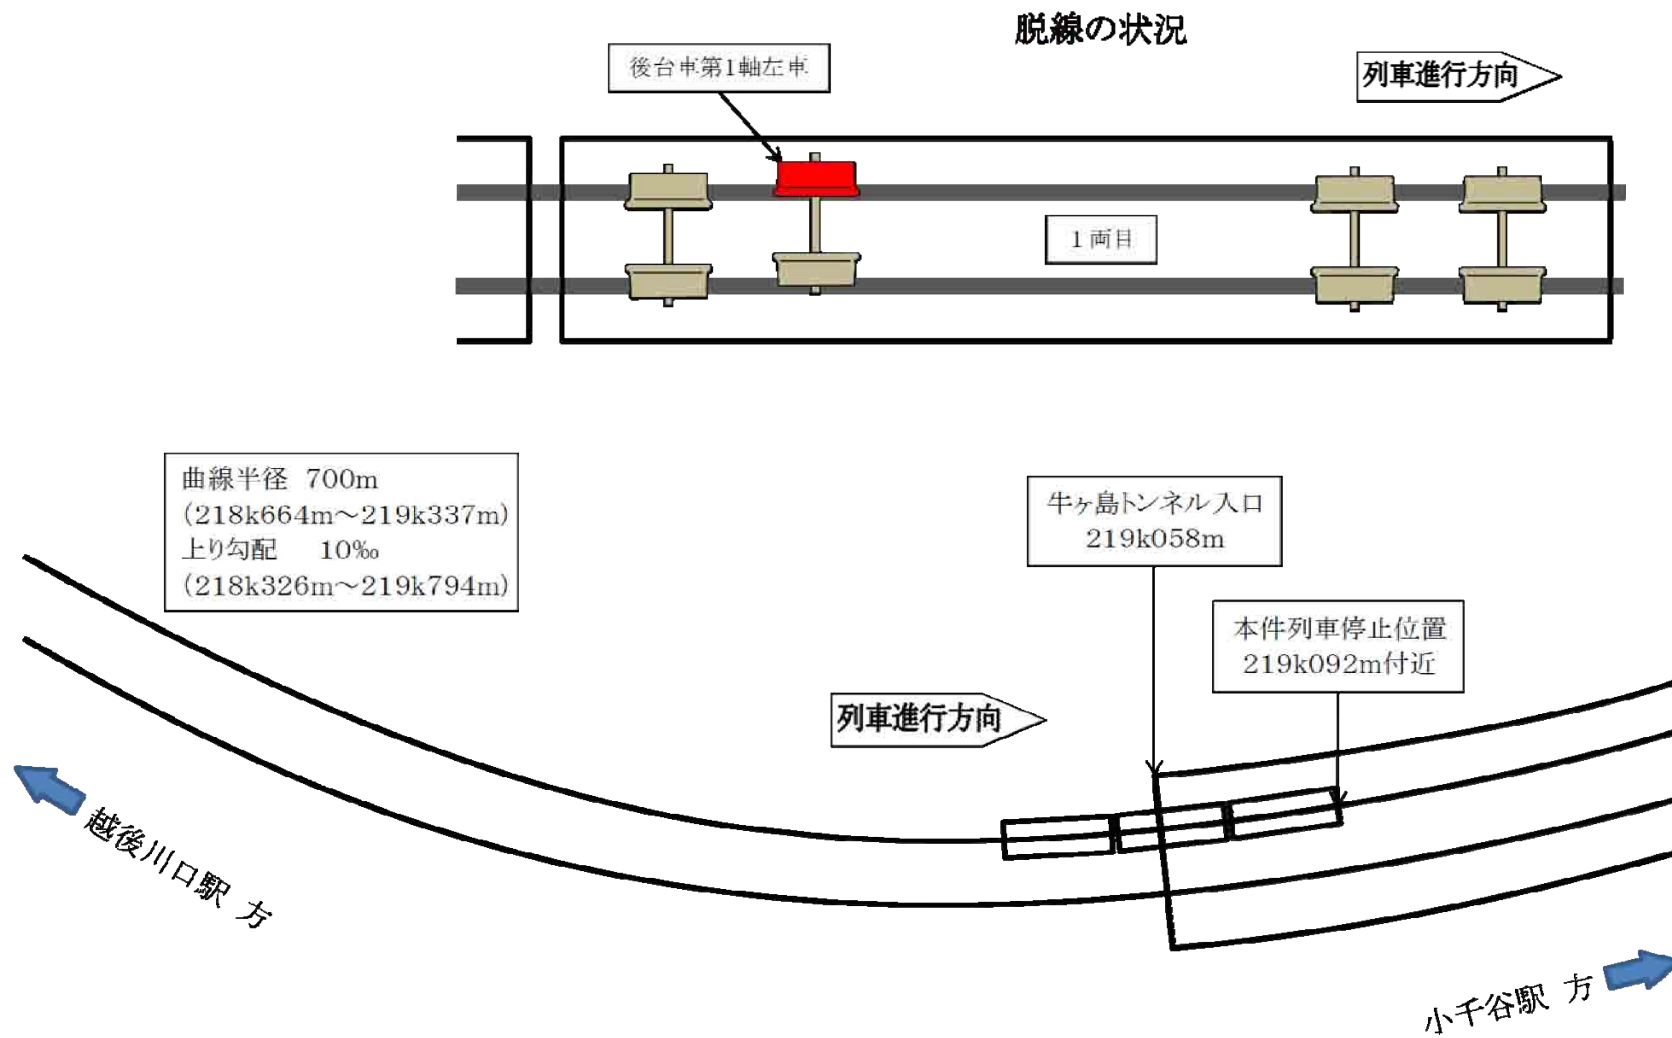 脱線の状況
後台車第1軸左車
列車進行方向
1両目
曲線半径 700m
(218k664m～219k337m)
上り勾配 10‰
(218k326m～219k794m)
牛ヶ島トンネル入口
219k058m
本件列車停止位置
219k092m付近
列車進行方向
越後川口駅 方
小千谷駅 方